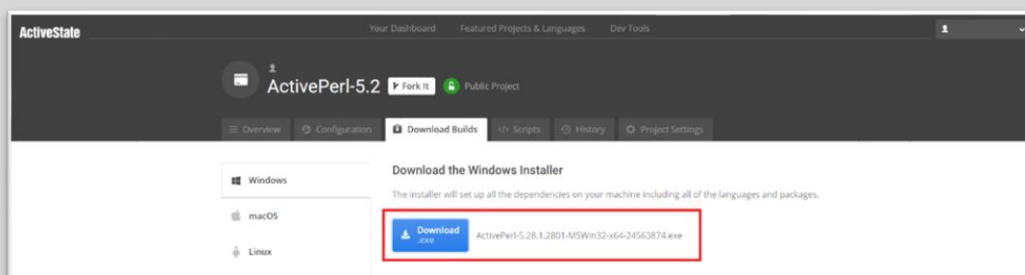 ActiveState
Your Dashboard Featured Projects & Languages Dev Tools
ActivePerl-5.2 Fork It Public Project
Overview Configuration Download Builds Scripts History Project Settings
Windows
macOS
Linux
Download the Windows Installer
The installer will set up all the dependencies on your machine including all of the languages and packages.
Download
.exe
ActivePerl-5.28.1.2801-MSWin32-x64-24563874.exe